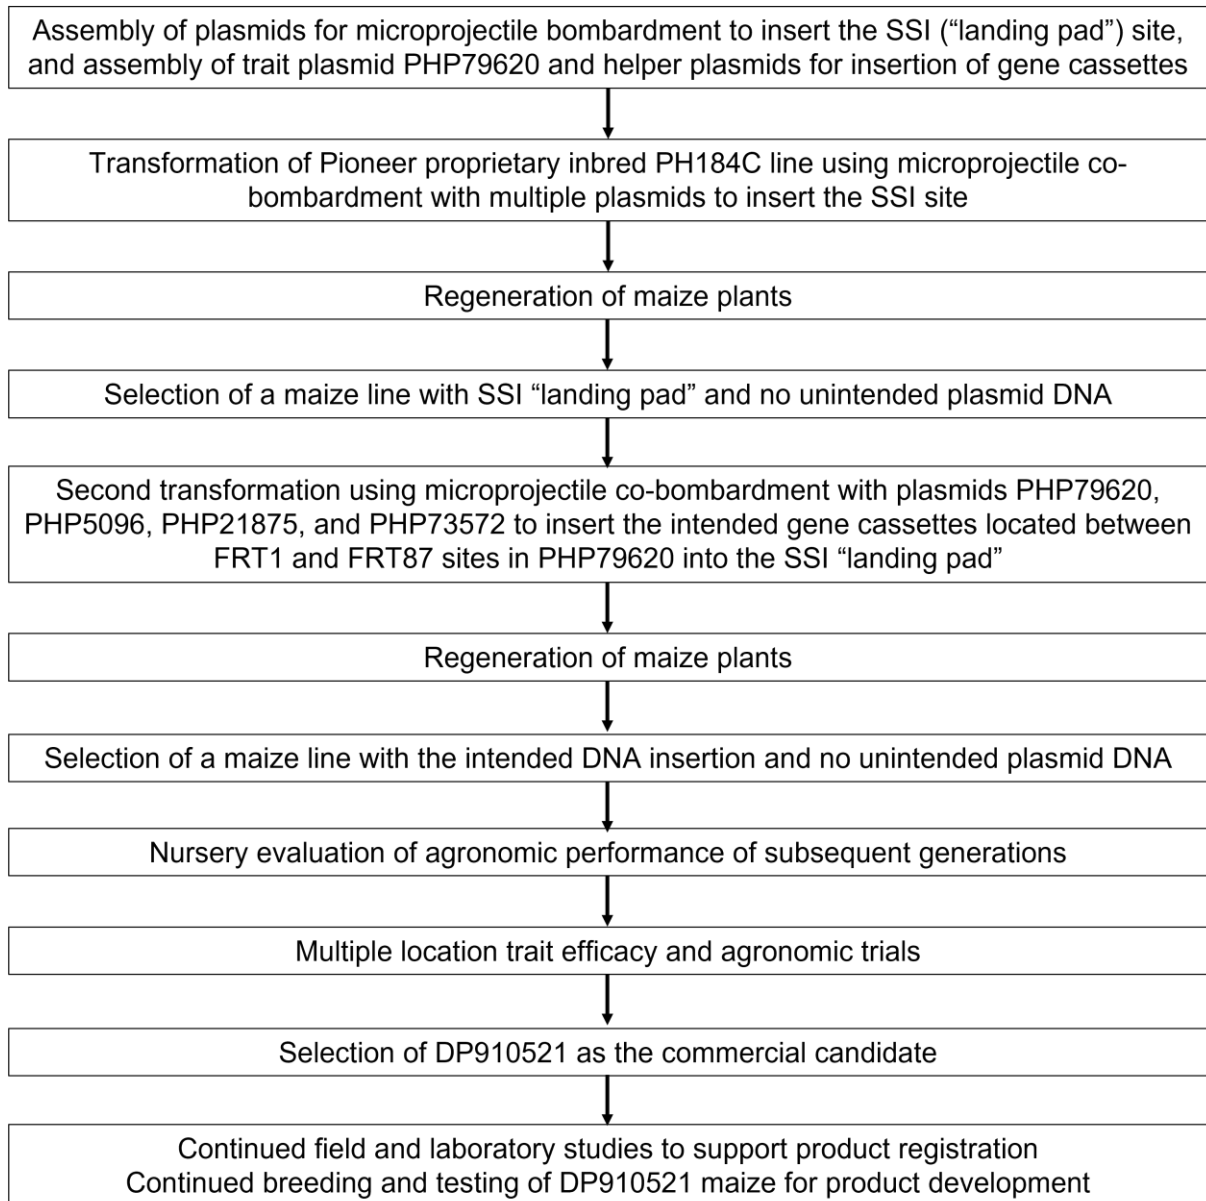 Assembly of plasmids for microprojectile bombardment to insert the SSI (“landing pad”) site,
and assembly of trait plasmid PHP79620 and helper plasmids for insertion of gene cassettes
Transformation of Pioneer proprietary inbred PH184C line using microprojectile co-
bombardment with multiple plasmids to insert the SSI site
Regeneration of maize plants
Selection of a maize line with SSI “landing pad” and no unintended plasmid DNA
Second transformation using microprojectile co-bombardment with plasmids PHP79620,
PHP5096, PHP21875, and PHP73572 to insert the intended gene cassettes located between
FRT1 and FRT87 sites in PHP79620 into the SSI “landing pad”
Regeneration of maize plants
Selection of a maize line with the intended DNA insertion and no unintended plasmid DNA
Nursery evaluation of agronomic performance of subsequent generations
Multiple location trait efficacy and agronomic trials
Selection of DP910521 as the commercial candidate
Continued field and laboratory studies to support product registration
Continued breeding and testing of DP910521 maize for product development